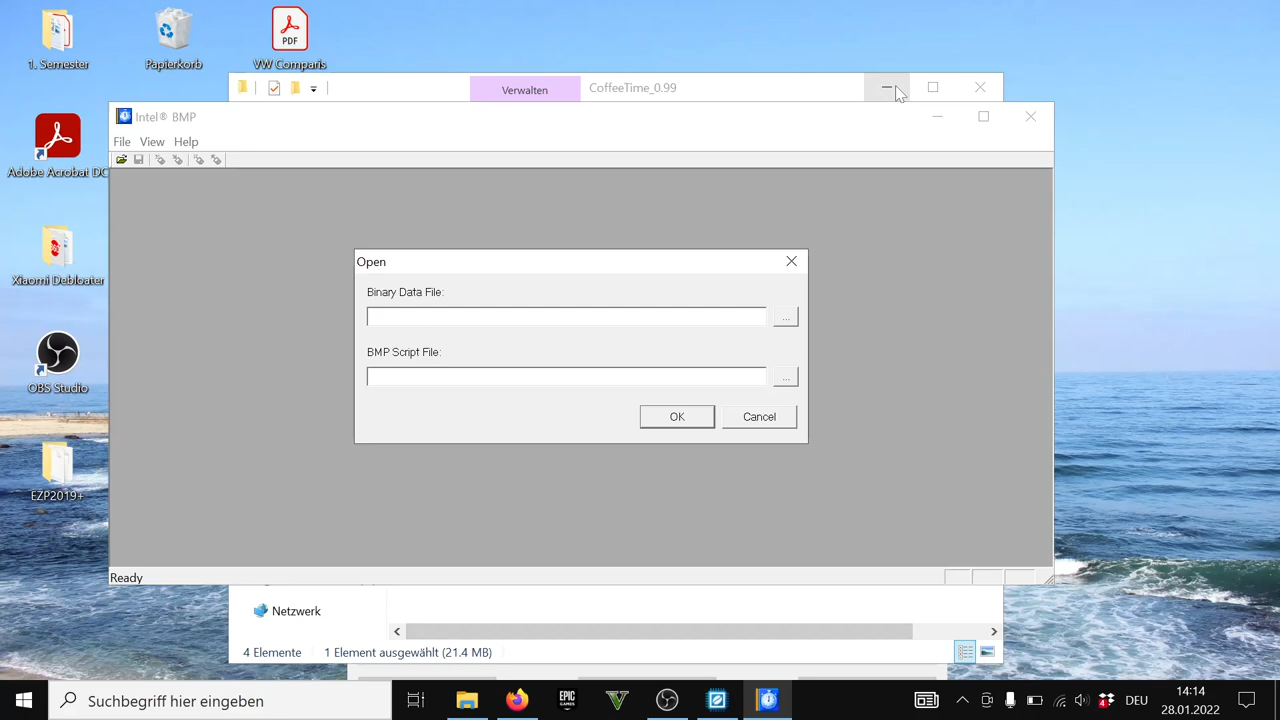 1. Semester
Papierkorb
PDF
VW Comparis
Verwalten
CoffeeTime_0.99
Intel® BMP
File View Help
Adobe Acrobat DC
Open
Binary Data File:
...
Xiaomi Debloater
BMP Script File:
...
OBS Studio
OK
Cancel
EZP2019+
Ready
Netzwerk
4 Elemente
1 Element ausgewählt (21.4 MB)
Suchbegriff hier eingeben
EPIC
GAMES
DEU
14:14
28.01.2022